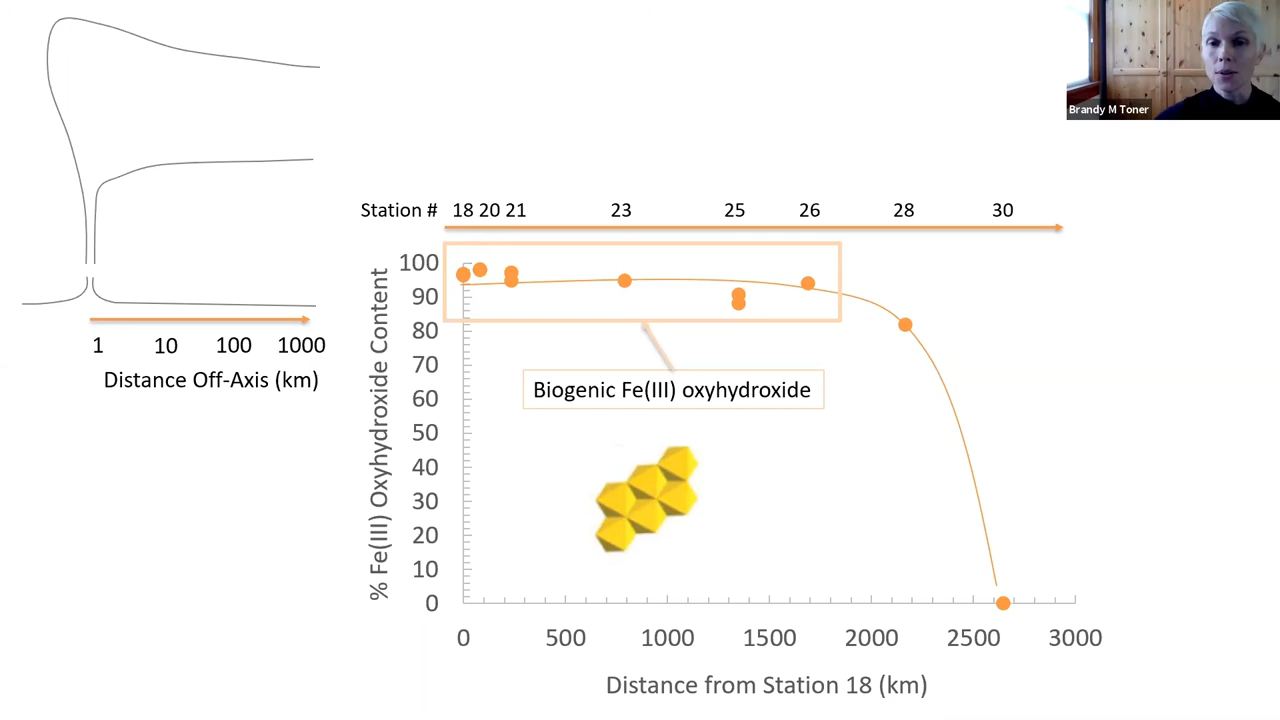 Brandy M Toner
Station # 18 20 21 23 25 26 28 30
1 10 100 1000
Distance Off-Axis (km)
% Fe(III) Oxyhydroxide Content
100
90
80
70
60
50
40
30
20
10
0
Biogenic Fe(III) oxyhydroxide
0 500 1000 1500 2000 2500 3000
Distance from Station 18 (km)